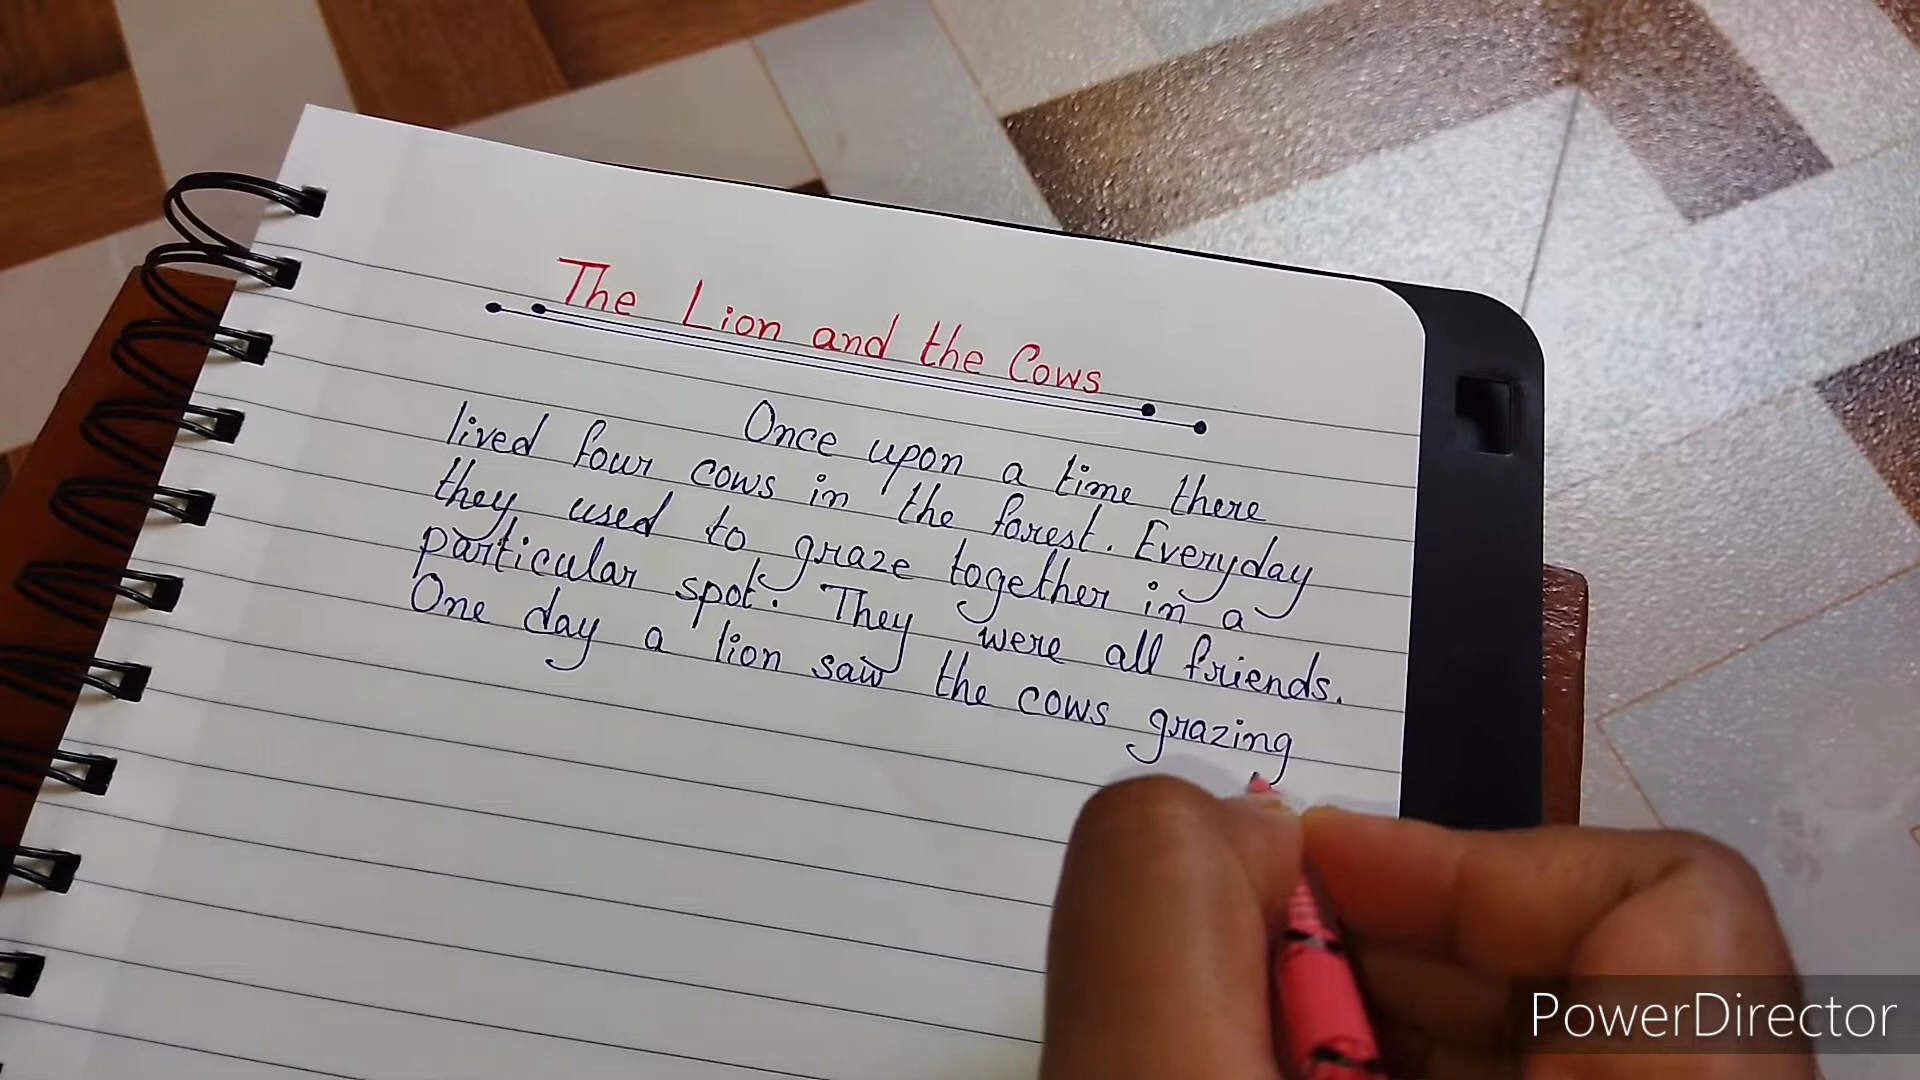 The Lion and the Cows
Once upon a time there
lived four cows in the forest. Everyday
they used to graze together in a
particular spot. They were all friends.
One day a lion saw the cows grazing
PowerDirector